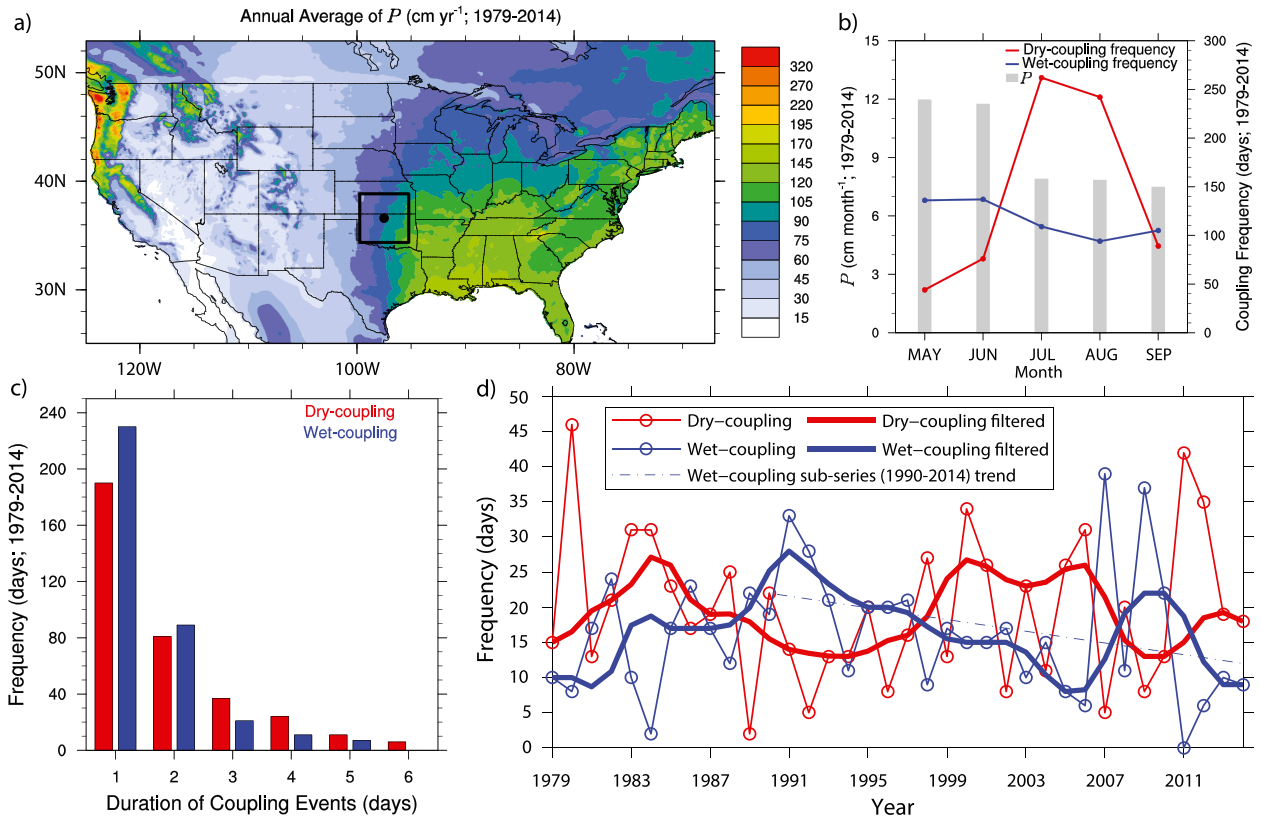 a)
Annual Average of P (cm yr⁻¹; 1979-2014)
50N
40N
30N
120W
100W
80W
320
270
220
195
170
145
120
105
90
75
60
45
30
15
b)
Dry-coupling frequency
Wet-coupling frequency
P
15
12
9
6
3
0
P (cm month⁻¹; 1979-2014)
300
250
200
150
100
50
0
Coupling Frequency (days; 1979-2014)
MAY JUN JUL AUG SEP
Month
c)
Dry-coupling
Wet-coupling
240
200
160
120
80
40
0
Frequency (days; 1979-2014)
1 2 3 4 5 6
Duration of Coupling Events (days)
d)
Dry−coupling Dry−coupling filtered
Wet−coupling Wet−coupling filtered
Wet−coupling sub-series (1990-2014) trend
50
45
40
35
30
25
20
15
10
5
0
Frequency (days)
1979 1983 1987 1991 1995 1999 2003 2007 2011
Year